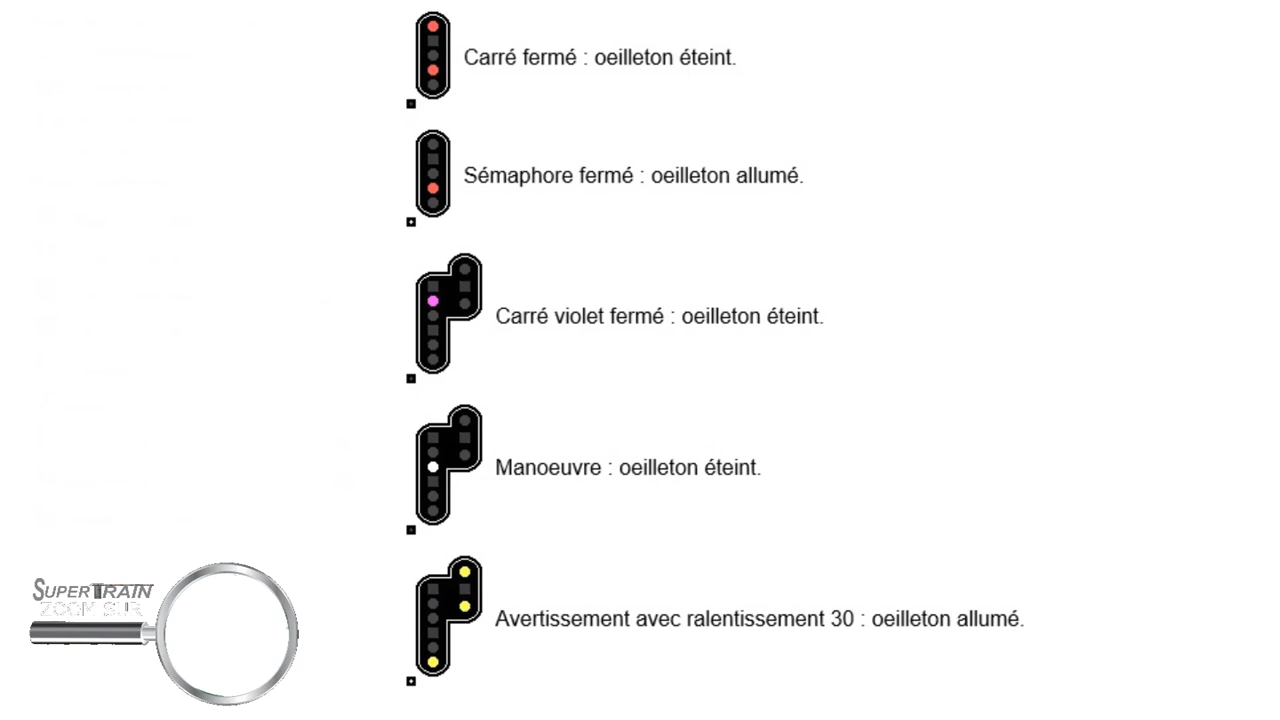 Carré fermé : oeilleton éteint.
Sémaphore fermé : oeilleton allumé.
Carré violet fermé : oeilleton éteint.
Manoeuvre : oeilleton éteint.
Avertissement avec ralentissement 30 : oeilleton allumé.
SUPERTRAIN
ZOOM SUR